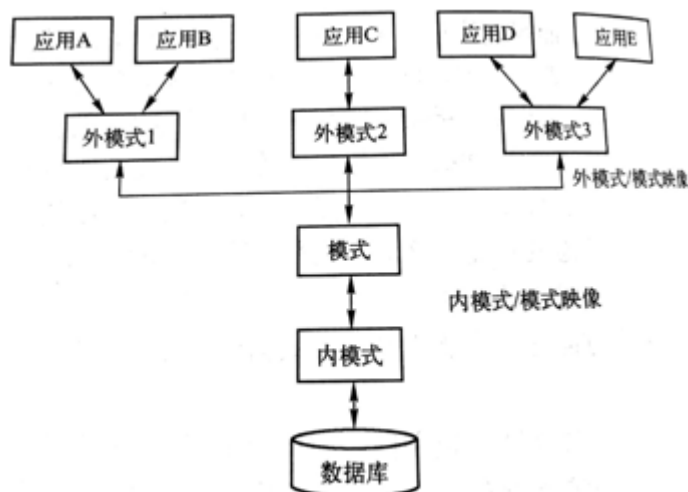 应用A
应用B
应用C
应用D
应用E
外模式1
外模式2
外模式3
外模式/模式映像
模式
内模式/模式映像
内模式
数据库